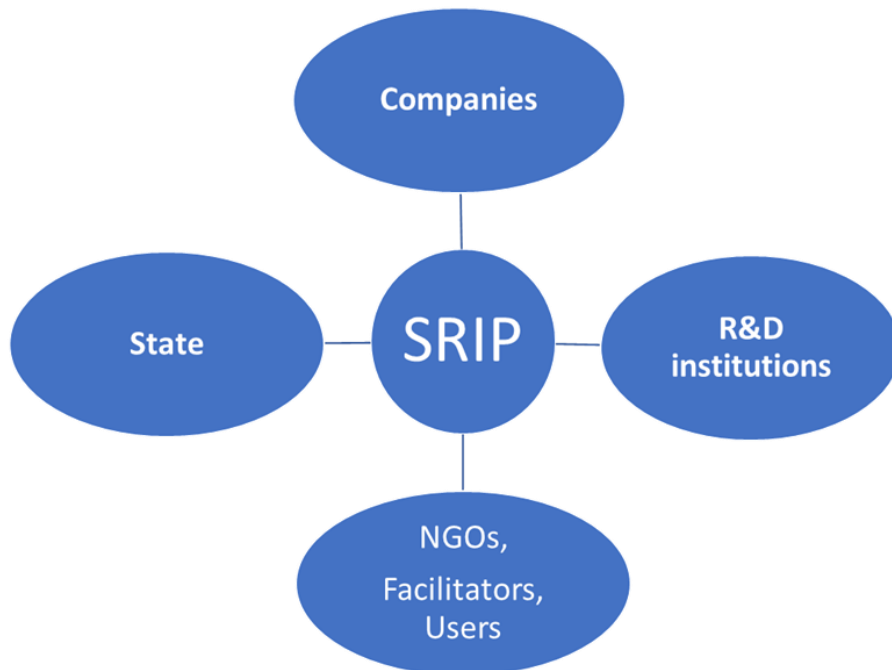 Companies
State
SRIP
R&D
institutions
NGOs,
Facilitators,
Users